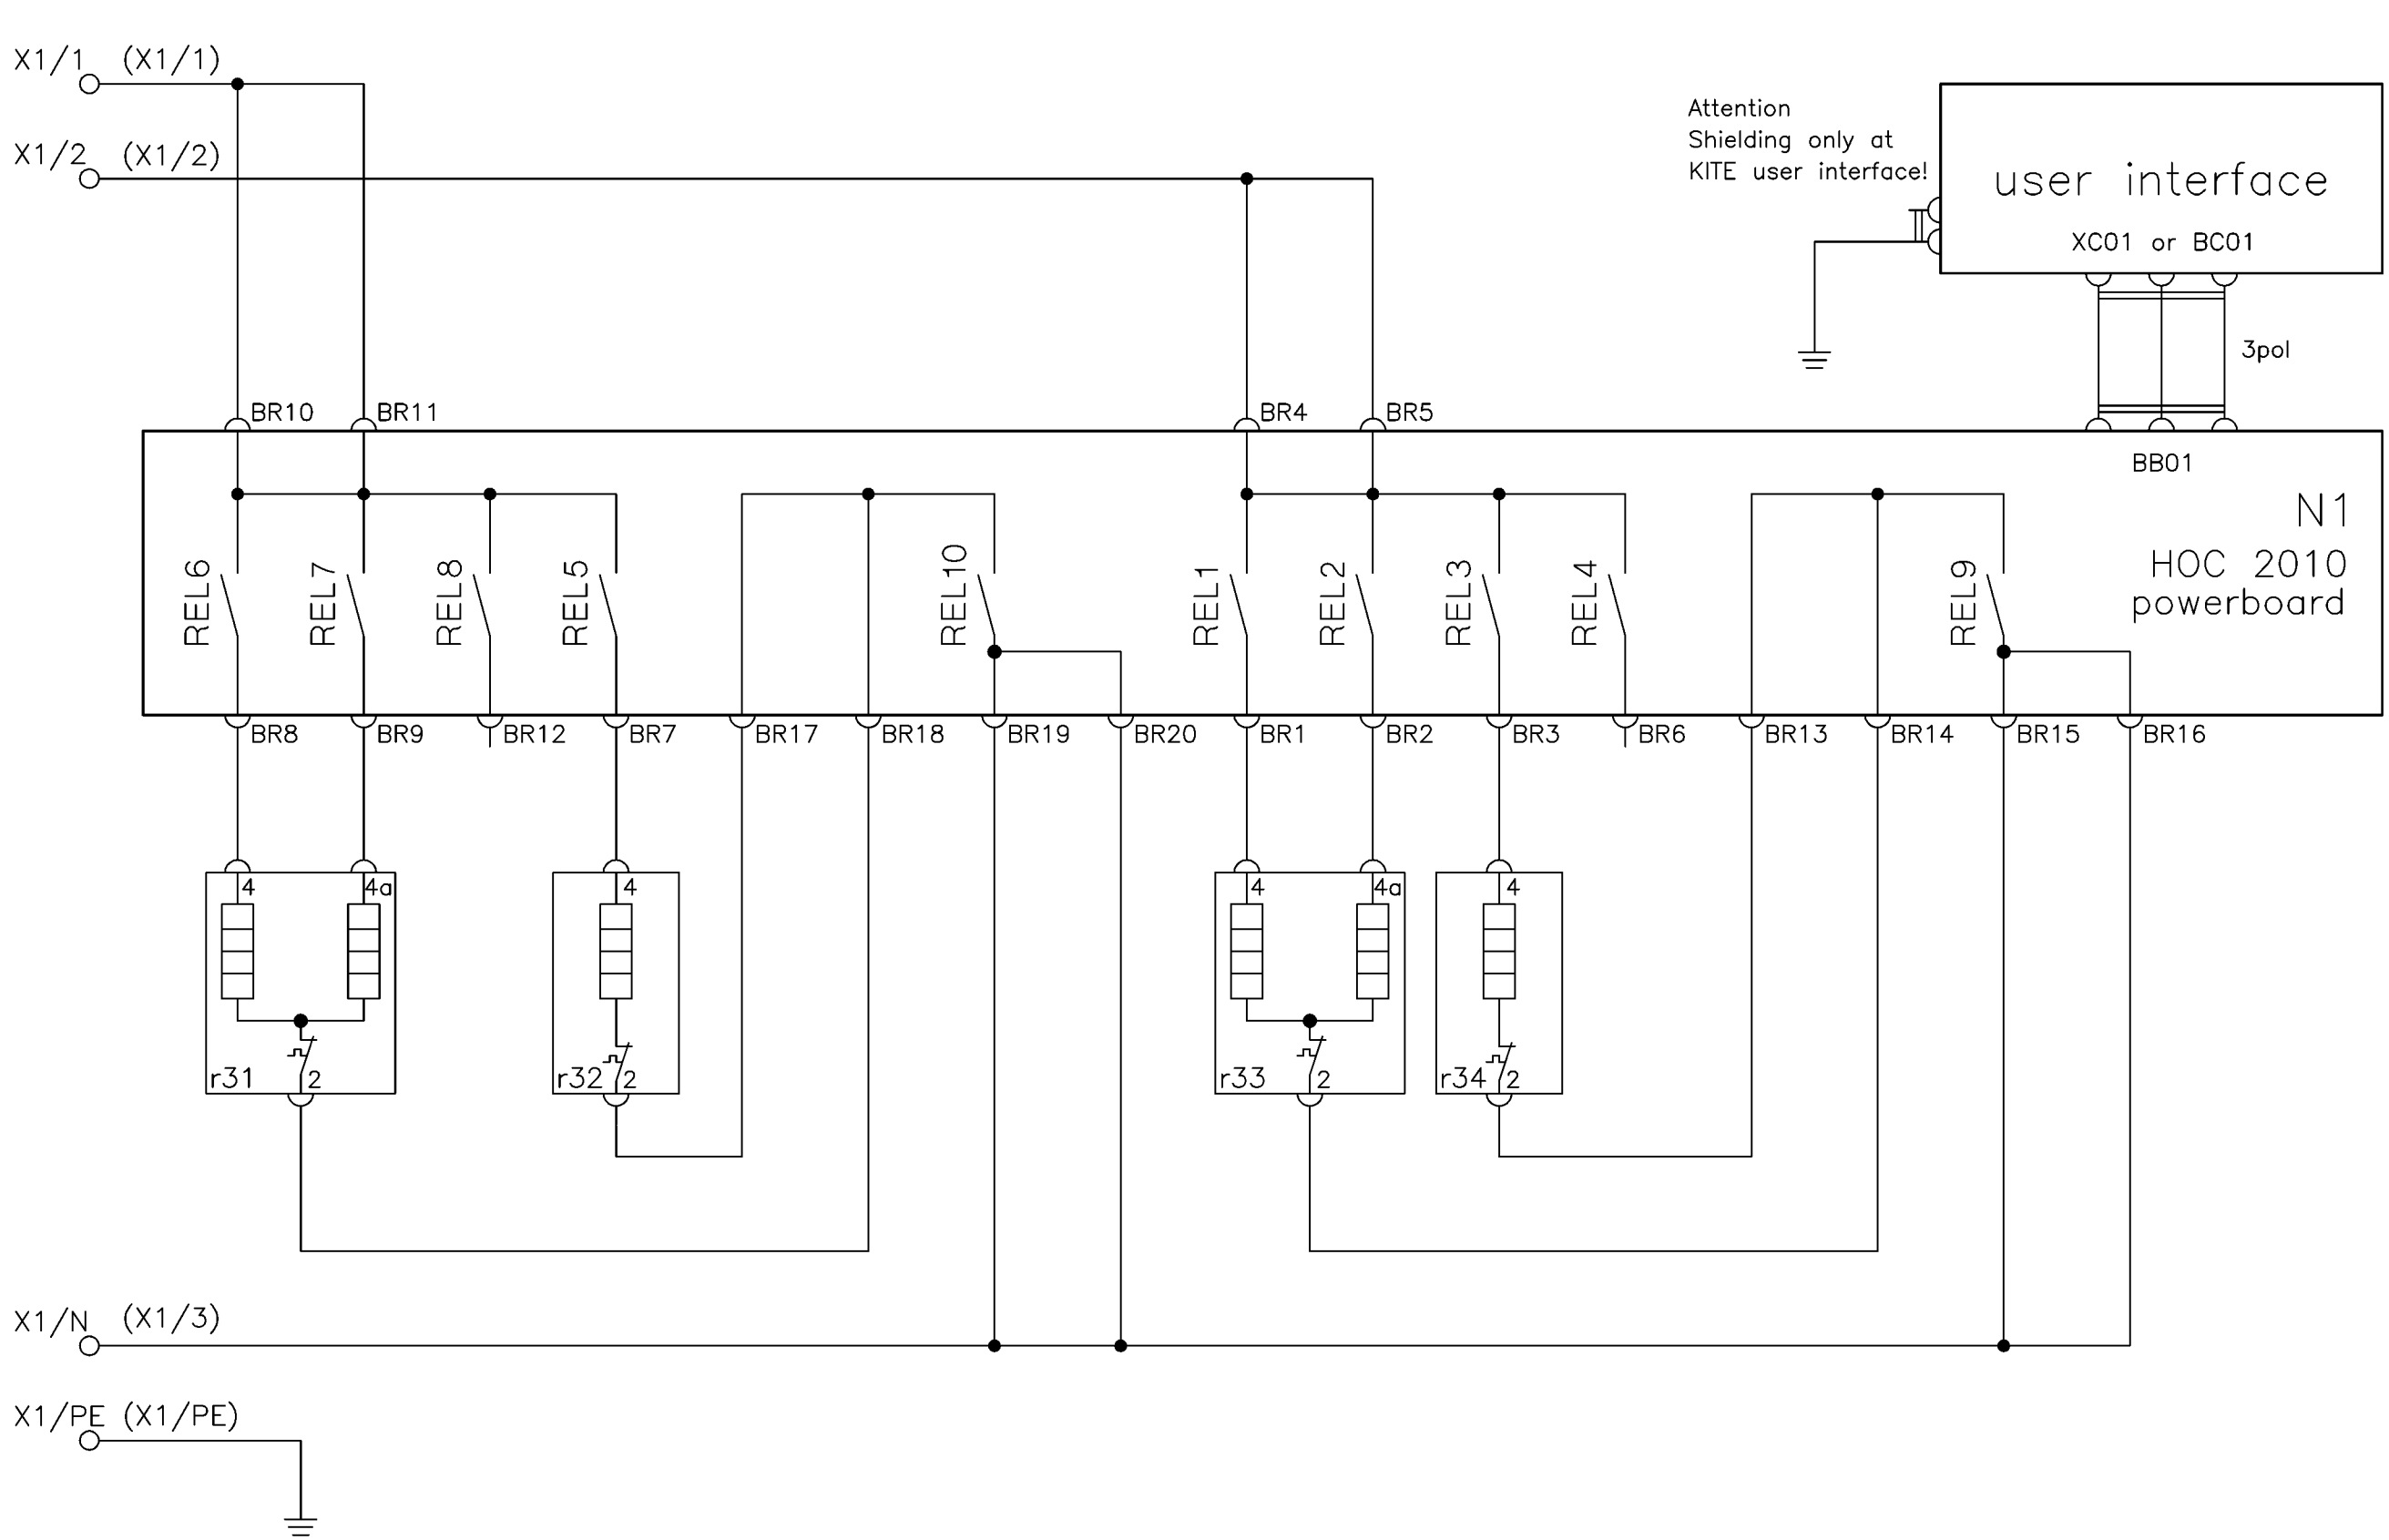 X1/1 (X1/1)
X1/2 (X1/2)
Attention
Shielding only at
KITE user interface!
user interface
XC01 or BC01
3pol
BR10 BR11 BR4 BR5
BB01
N1
HOC 2010
powerboard
REL6 REL7 REL8 REL5 REL10 REL1 REL2 REL3 REL4 REL9
BR8 BR9 BR12 BR7 BR17 BR18 BR19 BR20 BR1 BR2 BR3 BR6 BR13 BR14 BR15 BR16
4 4a 4 4 4a 4
r31 2 r32 2 r33 2 r34 2
X1/N (X1/3)
X1/PE (X1/PE)